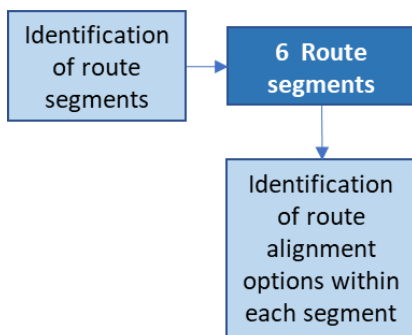 Identification
of route
segments
6 Route
segments
Identification
of route
alignment
options within
each segment